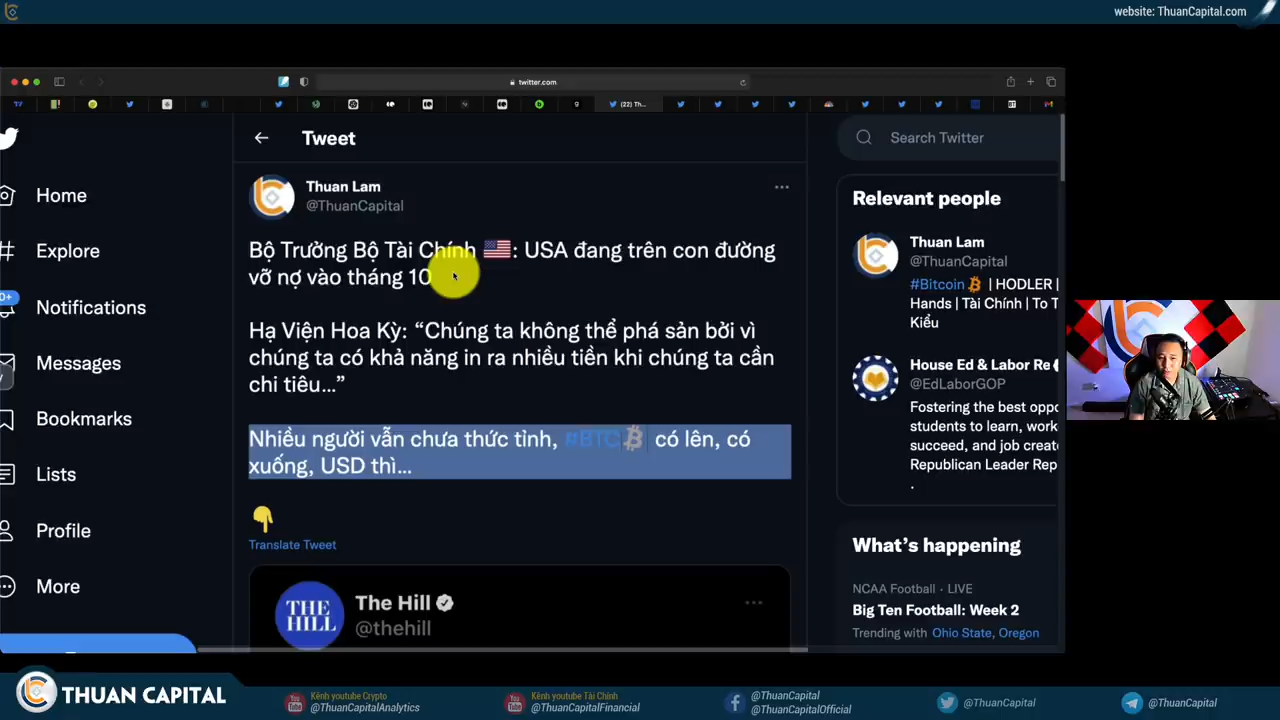 website: ThuanCapital.com
twitter.com
(22) Th...
Tweet
Search Twitter
Home
Explore
Notifications
Messages
Bookmarks
Lists
Profile
More
Thuan Lam
@ThuanCapital
Bộ Trưởng Bộ Tài Chính 🇺🇸: USA đang trên con đường
vỡ nợ vào tháng 10
Hạ Viện Hoa Kỳ: “Chúng ta không thể phá sản bởi vì
chúng ta có khả năng in ra nhiều tiền khi chúng ta cần
chi tiêu...”
Nhiều người vẫn chưa thức tỉnh, #BTC có lên, có
xuống, USD thì...
Translate Tweet
THE HILL
The Hill
@thehill
Relevant people
Thuan Lam
@ThuanCapital
#Bitcoin | HODLER |
Hands | Tài Chính | To T
Kiểu
House Ed & Labor Re
@EdLaborGOP
Fostering the best oppo
students to learn, work
succeed, and job create
Republican Leader Rep
.
What’s happening
NCAA Football · LIVE
Big Ten Football: Week 2
Trending with Ohio State, Oregon
THUAN CAPITAL
Kênh youtube Crypto
@ThuanCapitalAnalytics
Kênh youtube Tài Chính
@ThuanCapitalFinancial
@ThuanCapital
@ThuanCapitalOfficial
@ThuanCapital
@ThuanCapital